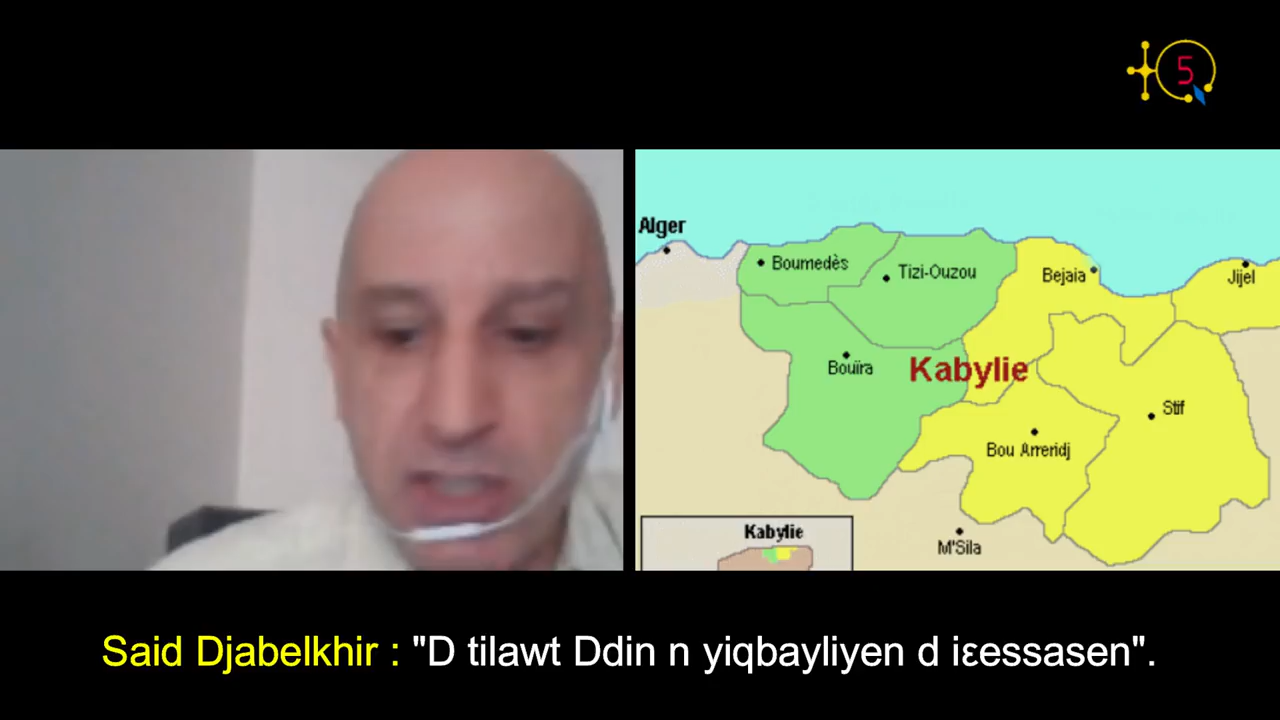 5
Alger
Boumedès
Tizi-Ouzou
Bejaia
Jijel
Bouïra
Kabylie
Stif
Bou Arreridj
M'Sila
Kabylie
Said Djabelkhir : "D tilawt Ddin n yiqbayliyen d iɛessasen".